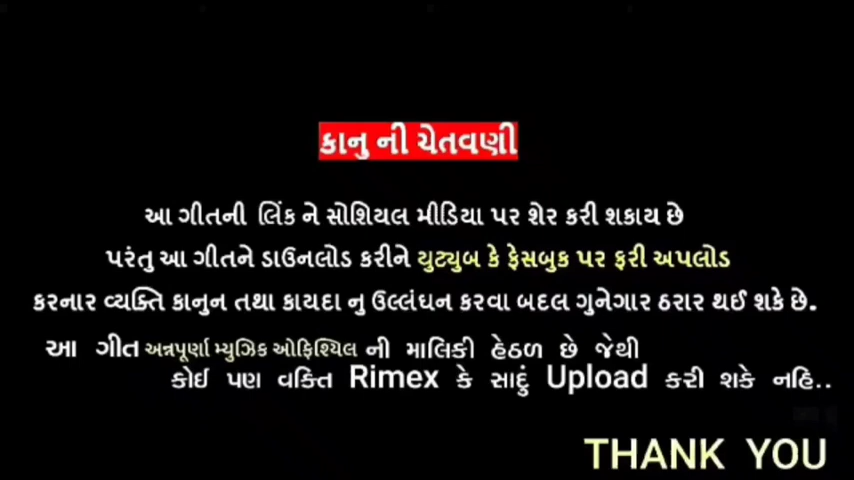 કાનુ ની ચેતવણી
આ ગીતની લિંક ને સોશિયલ મીડિયા પર શેર કરી શકાય છે
પરંતુ આ ગીતને ડાઉનલોડ કરીને યુટ્યુબ કે ફેસબુક પર ફરી અપલોડ
કરનાર વ્યક્તિ કાનુન તથા કાયદા નુ ઉલ્લંઘન કરવા બદલ ગુનેગાર ઠરાર થઈ શકે છે.
આ ગીત અન્નપૂર્ણા મ્યુઝિક ઓફિશ્યિલ ની માલિકી હેઠળ છે જેથી
કોઈ પણ વક્તિ Rimex કે સાદું Upload કરી શકે નહિ..
THANK YOU